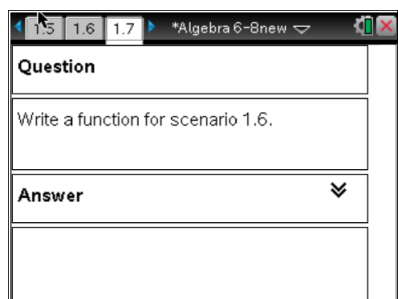 1.5 1.6 1.7 *Algebra 6-8new
Question
Write a function for scenario 1.6.
Answer